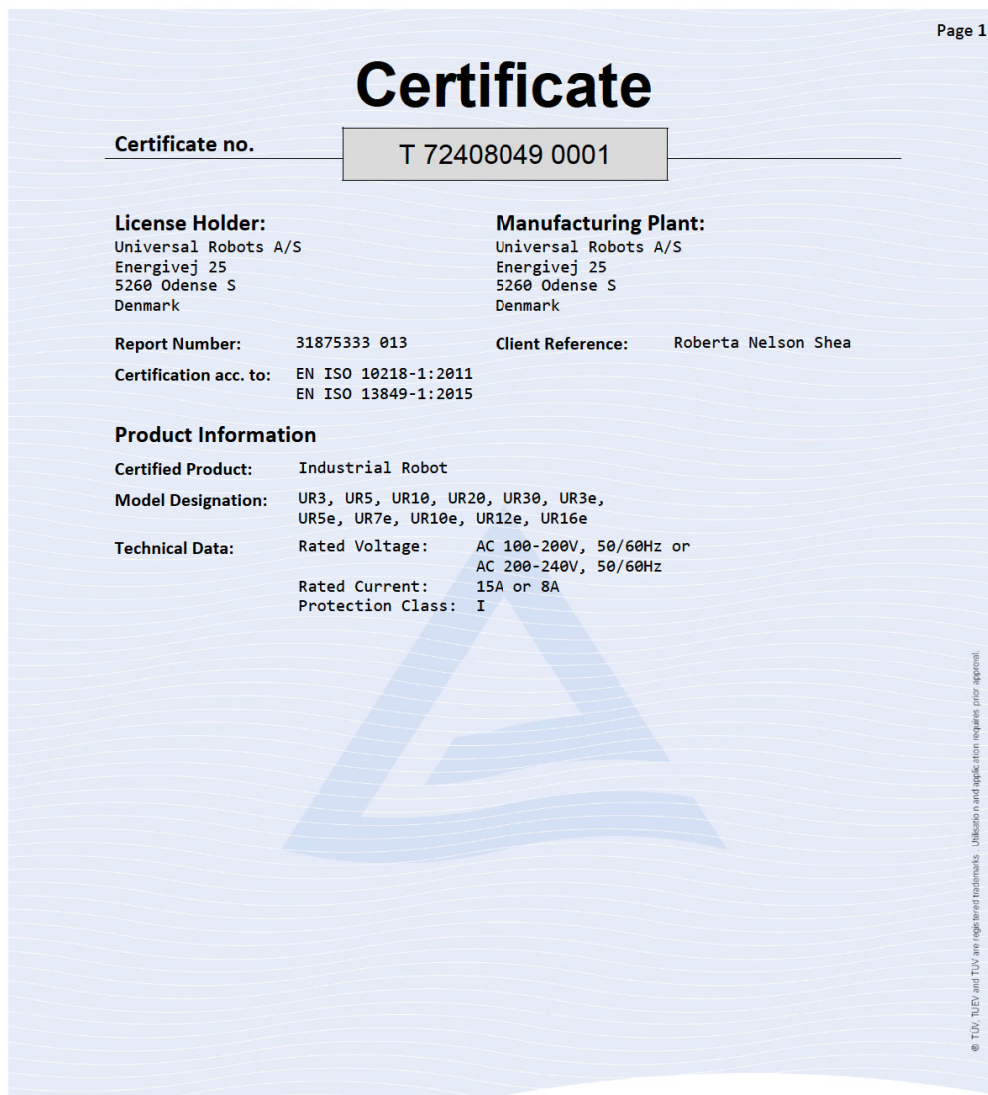 Page 1
Certificate
Certificate no.
T 72408049 0001
License Holder:
Universal Robots A/S
Energivej 25
5260 Odense S
Denmark
Manufacturing Plant:
Universal Robots A/S
Energivej 25
5260 Odense S
Denmark
Report Number: 31875333 013
Client Reference: Roberta Nelson Shea
Certification acc. to: EN ISO 10218-1:2011
EN ISO 13849-1:2015
Product Information
Certified Product: Industrial Robot
Model Designation: UR3, UR5, UR10, UR20, UR30, UR3e,
UR5e, UR7e, UR10e, UR12e, UR16e
Technical Data: Rated Voltage: AC 100-200V, 50/60Hz or
AC 200-240V, 50/60Hz
Rated Current: 15A or 8A
Protection Class: I
® TÜV, TUEV and TUV are registered trademarks. Utilisation and application requires prior approval.